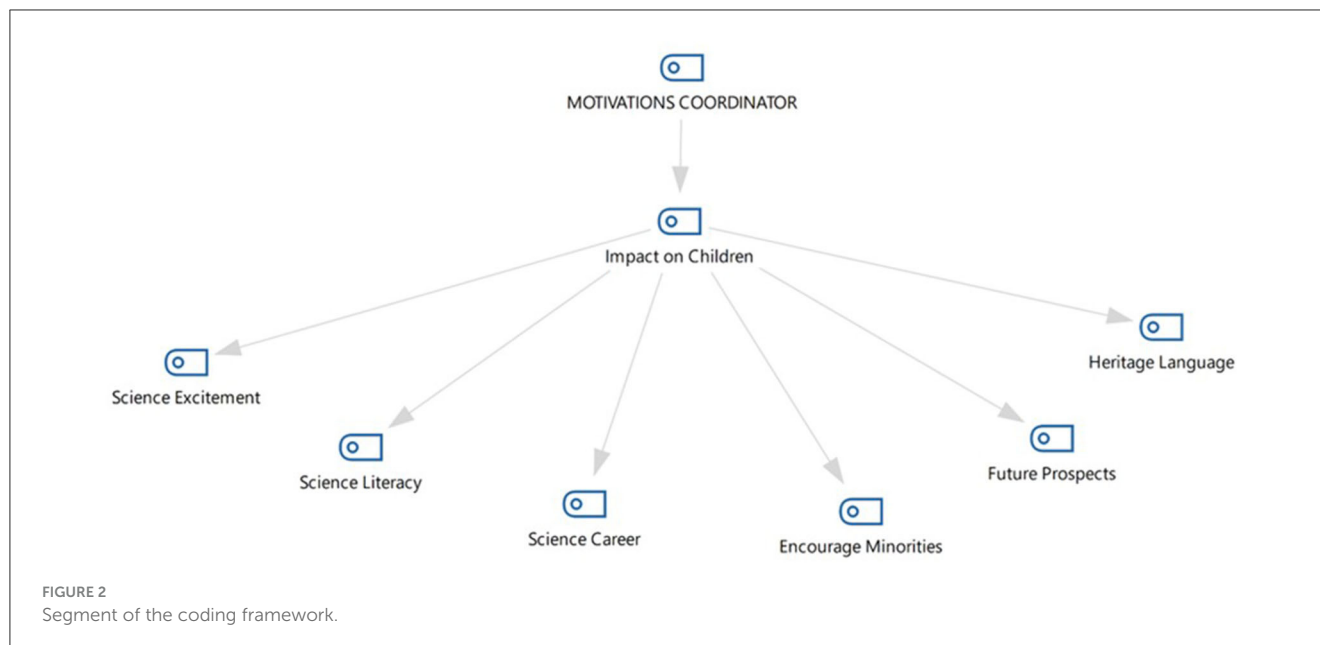 MOTIVATIONS COORDINATOR
Impact on Children
Heritage Language
Science Excitement
Future Prospects
Science Literacy
Science Career
Encourage Minorities
FIGURE 2
Segment of the coding framework.